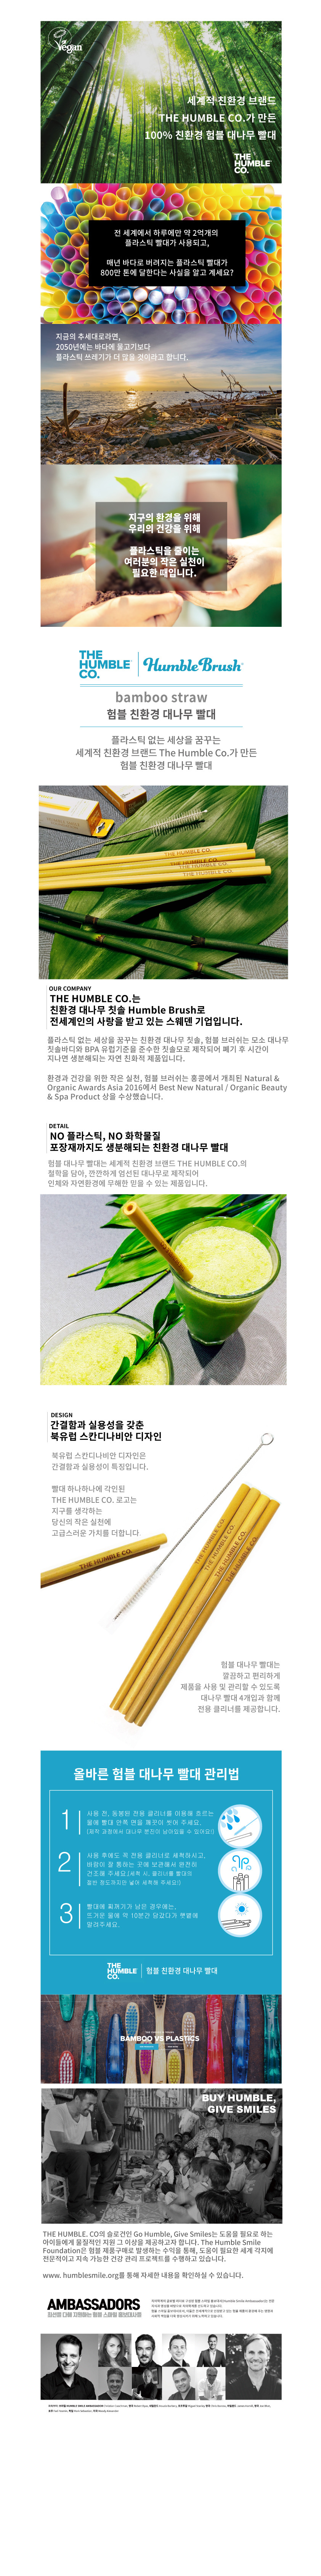 Vegan
세계적 친환경 브랜드
THE HUMBLE CO.가 만든
100% 친환경 험블 대나무 빨대
THE
HUMBLE
CO.
전 세계에서 하루에만 약 2억개의
플라스틱 빨대가 사용되고,
매년 바다로 버려지는 플라스틱 빨대가
800만 톤에 달한다는 사실을 알고 계세요?
지금의 추세대로라면,
2050년에는 바다에 물고기보다
플라스틱 쓰레기가 더 많을 것이라고 합니다.
지구의 환경을 위해
우리의 건강을 위해
플라스틱을 줄이는
여러분의 작은 실천이
필요한 때입니다.
THE
HUMBLE
CO.
Humble Brush
bamboo straw
험블 친환경 대나무 빨대
플라스틱 없는 세상을 꿈꾸는
세계적 친환경 브랜드 The Humble Co.가 만든
험블 친환경 대나무 빨대
THE HUMBLE CO.
THE HUMBLE CO.
THE HUMBLE CO.
THE HUMBLE CO.
OUR COMPANY
THE HUMBLE CO.는
친환경 대나무 칫솔 Humble Brush로
전세계인의 사랑을 받고 있는 스웨덴 기업입니다.
플라스틱 없는 세상을 꿈꾸는 친환경 대나무 칫솔, 험블 브러쉬는 모소 대나무
칫솔바디와 BPA 유럽기준을 준수한 칫솔모로 제작되어 폐기 후 시간이
지나면 생분해되는 자연 친화적 제품입니다.
환경과 건강을 위한 작은 실천, 험블 브러쉬는 홍콩에서 개최된 Natural &
Organic Awards Asia 2016에서 Best New Natural / Organic Beauty
& Spa Product 상을 수상했습니다.
DETAIL
NO 플라스틱, NO 화학물질
포장재까지도 생분해되는 친환경 대나무 빨대
험블 대나무 빨대는 세계적 친환경 브랜드 THE HUMBLE CO.의
철학을 담아, 깐깐하게 엄선된 대나무로 제작되어
인체와 자연환경에 무해한 믿을 수 있는 제품입니다.
DESIGN
간결함과 실용성을 갖춘
북유럽 스칸디나비안 디자인
북유럽 스칸디나비안 디자인은
간결함과 실용성이 특징입니다.
빨대 하나하나에 각인된
THE HUMBLE CO. 로고는
지구를 생각하는
당신의 작은 실천에
고급스러운 가치를 더합니다.
THE HUMBLE CO.
THE HUMBLE CO.
THE HUMBLE CO.
THE HUMBLE CO.
THE HUMBLE CO.
험블 대나무 빨대는
깔끔하고 편리하게
제품을 사용 및 관리할 수 있도록
대나무 빨대 4개입과 함께
전용 클리너를 제공합니다.
올바른 험블 대나무 빨대 관리법
1
사용 전, 동봉된 전용 클리너를 이용해 흐르는
물에 빨대 안쪽 면을 깨끗이 씻어 주세요.
(제작 과정에서 대나무 분진이 남아있을 수 있어요!)
2
사용 후에도 꼭 전용 클리너로 세척하시고,
바람이 잘 통하는 곳에 보관해서 완전히
건조해 주세요.(세척 시, 클리너를 빨대의
절반 정도까지만 넣어 세척해 주세요!)
3
빨대에 찌꺼기가 남은 경우에는,
뜨거운 물에 약 10분간 담갔다가 햇볕에
말려주세요.
THE
HUMBLE
CO.
험블 친환경 대나무 빨대
BAMBOO VS PLASTICS
BUY HUMBLE,
GIVE SMILES
THE HUMBLE. CO의 슬로건인 Go Humble, Give Smiles는 도움을 필요로 하는
아이들에게 물질적인 지원 그 이상을 제공하고자 합니다. The Humble Smile
Foundation은 험블 제품구매로 발생하는 수익을 통해, 도움이 필요한 세계 각지에
전문적이고 지속 가능한 건강 관리 프로젝트를 수행하고 있습니다.
www. humblesmile.org를 통해 자세한 내용을 확인하실 수 있습니다.
AMBASSADORS